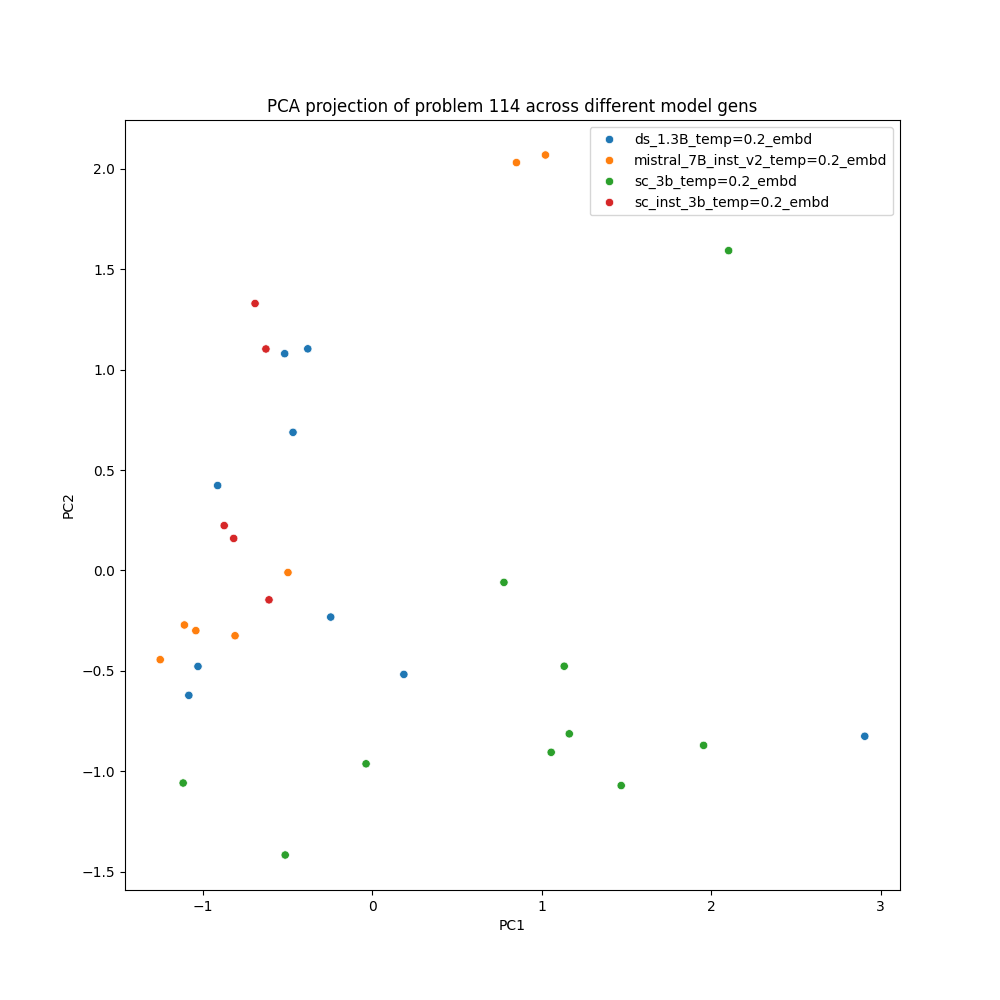 PCA projection of problem 114 across different model gens
ds_1.3B_temp=0.2_embd
mistral_7B_inst_v2_temp=0.2_embd
sc_3b_temp=0.2_embd
sc_inst_3b_temp=0.2_embd
2.0
1.5
1.0
0.5
0.0
−0.5
−1.0
−1.5
PC2
−1
0
1
2
3
PC1